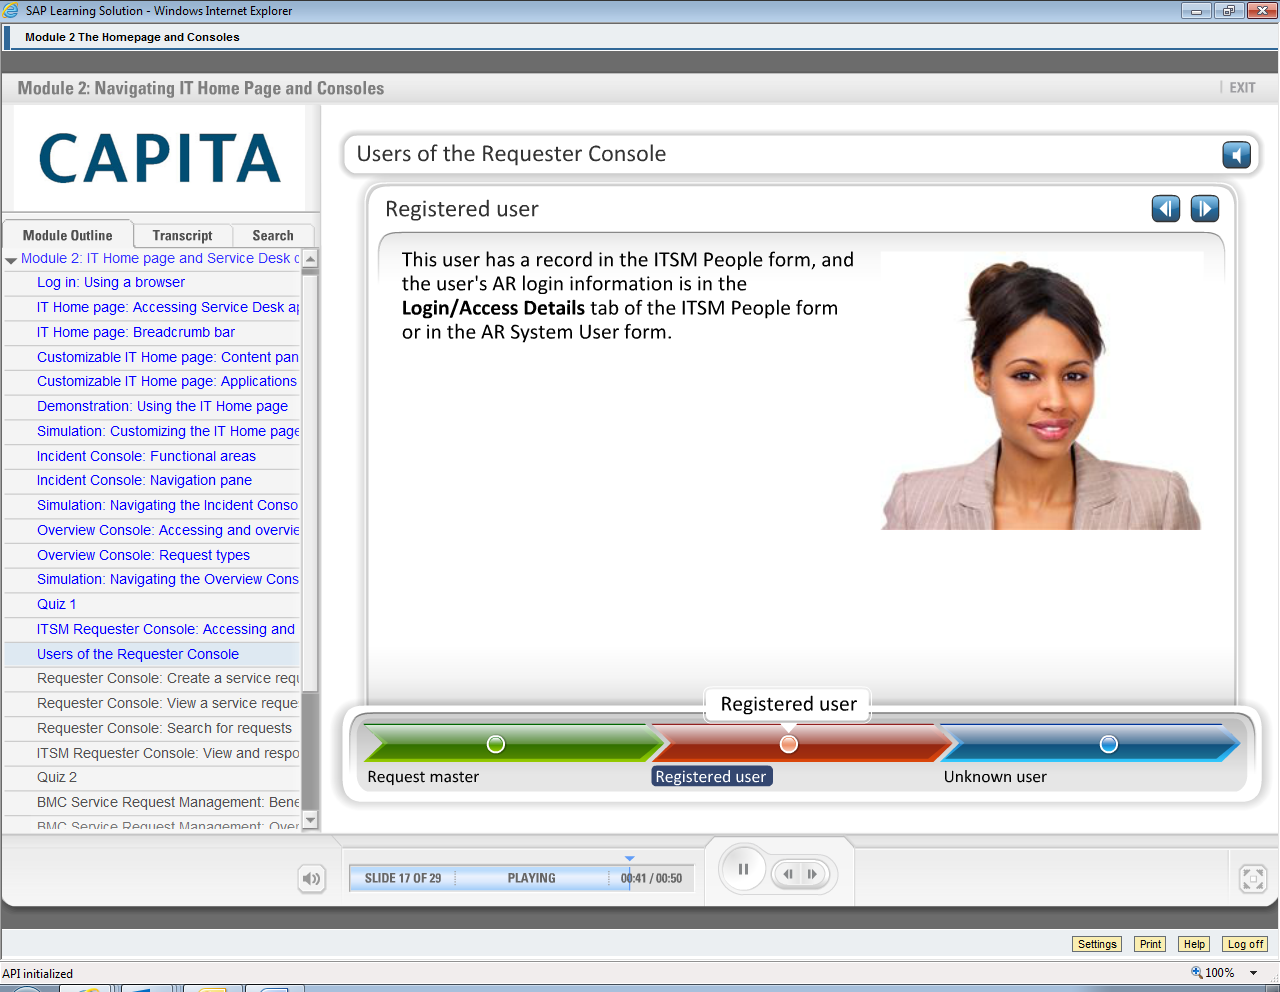 SAP Learning Solution - Windows Internet Explorer
Module 2 The Homepage and Consoles
Module 2: Navigating IT Home Page and Consoles
EXIT
CAPITA
Module Outline
Transcript
Search
Module 2: IT Home page and Service Desk
Log in: Using a browser
IT Home page: Accessing Service Desk
IT Home page: Breadcrumb bar
Customizable IT Home page: Content pan
Customizable IT Home page: Applications
Demonstration: Using the IT Home page
Simulation: Customizing the IT Home page
Incident Console: Functional areas
Incident Console: Navigation pane
Simulation: Navigating the Incident Conso
Overview Console: Accessing and overvie
Overview Console: Request types
Simulation: Navigating the Overview Cons
Quiz 1
ITSM Requester Console: Accessing and
Users of the Requester Console
Requester Console: Create a service requ
Requester Console: View a service reque
Requester Console: Search for requests
ITSM Requester Console: View and respo
Quiz 2
BMC Service Request Management: Bene
BMC Service Request Management: Over
Users of the Requester Console
Registered user
This user has a record in the ITSM People form, and
the user's AR login information is in the
Login/Access Details tab of the ITSM People form
or in the AR System User form.
Registered user
Request master
Registered user
Unknown user
SLIDE 17 OF 29
PLAYING
00:41 / 00:50
Settings
Print
Help
Log off
API initialized
100%